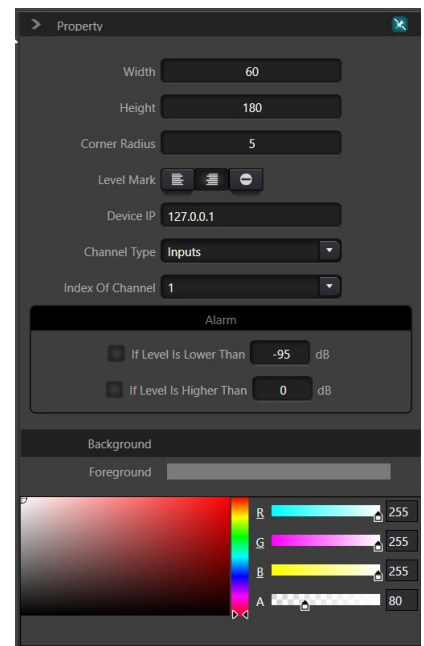 Property
Width 60
Height 180
Corner Radius 5
Level Mark
Device IP 127.0.0.1
Channel Type Inputs
Index Of Channel 1
Alarm
If Level Is Lower Than -95 dB
If Level Is Higher Than 0 dB
Background
Foreground
R 255
G 255
B 255
A 80